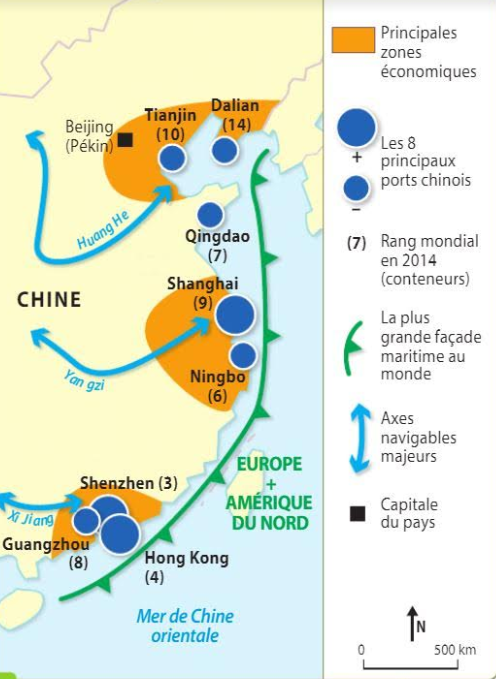 Beijing
(Pékin)
Tianjin
(10)
Dalian
(14)
Huang He
Qingdao
(7)
CHINE
Shanghai
(9)
Yan gzi
Ningbo
(6)
EUROPE
+
AMÉRIQUE
DU NORD
Shenzhen (3)
Xi Jiang
Guangzhou
(8)
Hong Kong
(4)
Mer de Chine
orientale
Principales
zones
économiques
+
Les 8
principaux
ports chinois
–
(7) Rang mondial
en 2014
(conteneurs)
La plus
grande façade
maritime au
monde
Axes
navigables
majeurs
Capitale
du pays
N
0 500 km